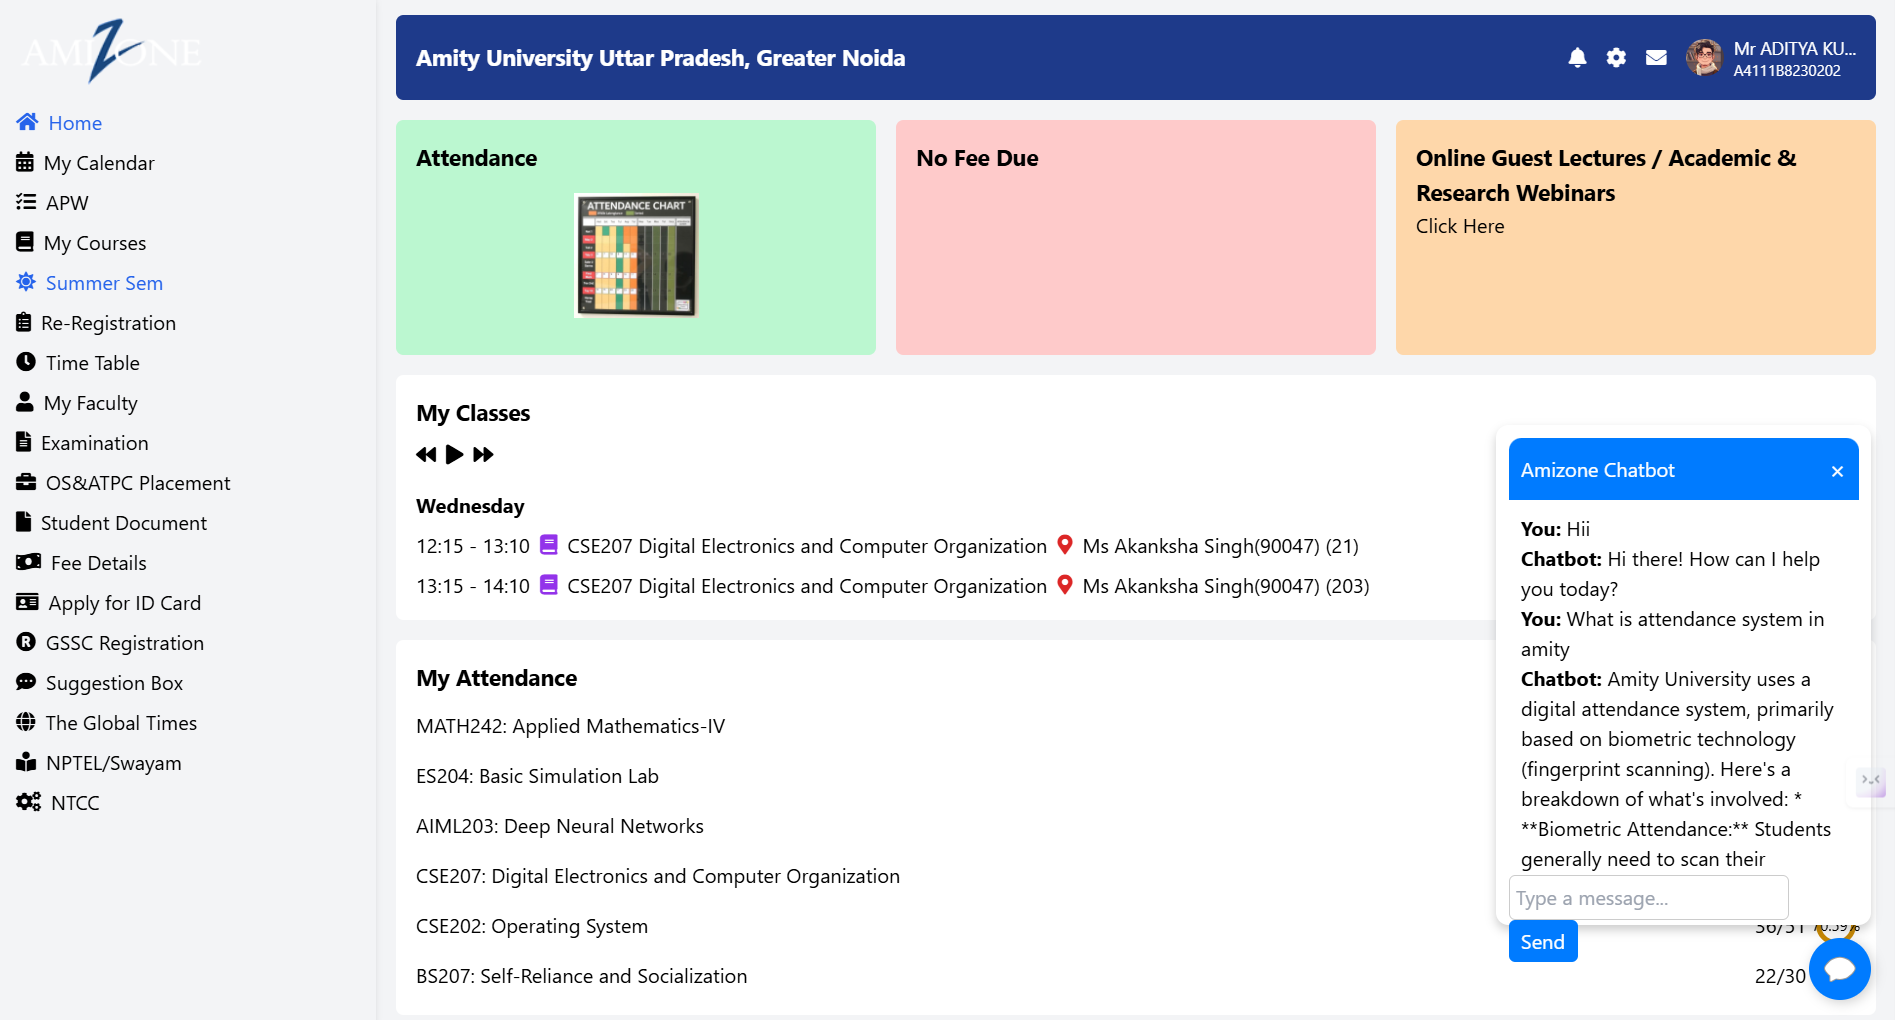 AMIZONE
Home
My Calendar
APW
My Courses
Summer Sem
Re-Registration
Time Table
My Faculty
Examination
OS&ATPC Placement
Student Document
Fee Details
Apply for ID Card
GSSC Registration
Suggestion Box
The Global Times
NPTEL/Swayam
NTCC
Amity University Uttar Pradesh, Greater Noida
Mr ADITYA KU...
A4111B8230202
Attendance
ATTENDANCE CHART
No Fee Due
Online Guest Lectures / Academic &
Research Webinars
Click Here
My Classes
Wednesday
12:15 - 13:10 CSE207 Digital Electronics and Computer Organization Ms Akanksha Singh(90047) (21)
13:15 - 14:10 CSE207 Digital Electronics and Computer Organization Ms Akanksha Singh(90047) (203)
My Attendance
MATH242: Applied Mathematics-IV
ES204: Basic Simulation Lab
AIML203: Deep Neural Networks
CSE207: Digital Electronics and Computer Organization
CSE202: Operating System
36/51 70.59%
BS207: Self-Reliance and Socialization
22/30
Amizone Chatbot
×
You: Hii
Chatbot: Hi there! How can I help
you today?
You: What is attendance system in
amity
Chatbot: Amity University uses a
digital attendance system, primarily
based on biometric technology
(fingerprint scanning). Here's a
breakdown of what's involved: *
**Biometric Attendance:** Students
generally need to scan their
Type a message...
Send